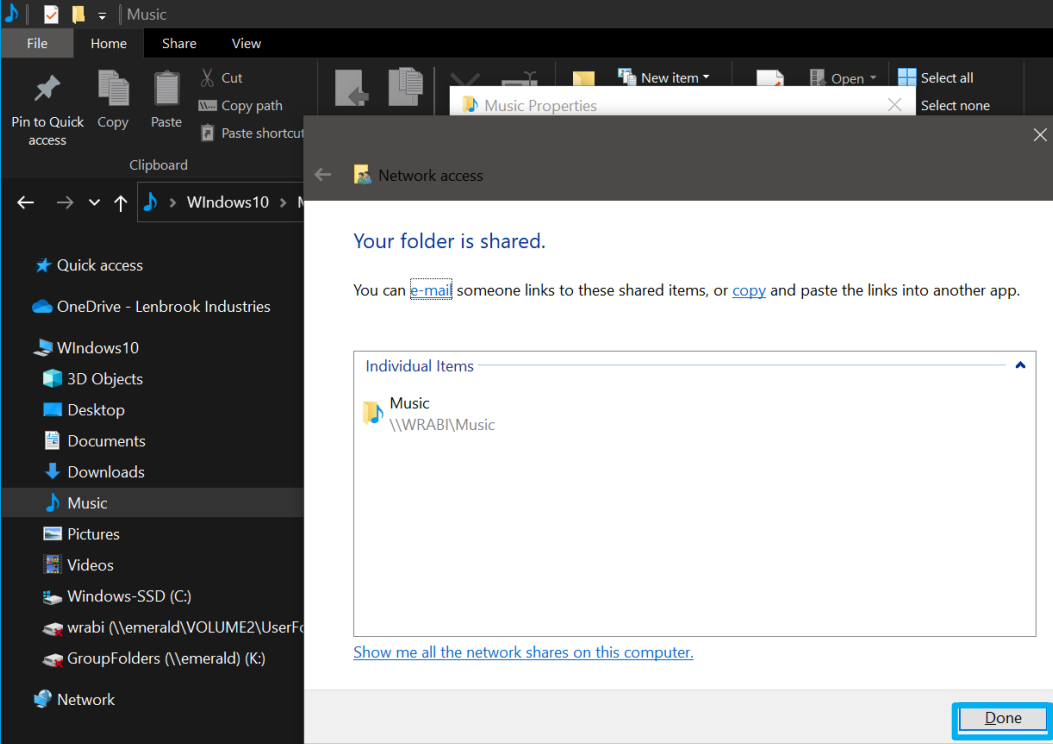 Music
File Home Share View
Pin to Quick access
Copy
Paste
Cut
Copy path
Paste shortcut
Clipboard
New item
Open
Select all
Select none
Music Properties
WIndows10
Network access
Your folder is shared.
You can e-mail someone links to these shared items, or copy and paste the links into another app.
Individual Items
Music
\\WRABI\Music
Show me all the network shares on this computer.
Done
Quick access
OneDrive - Lenbrook Industries
WIndows10
3D Objects
Desktop
Documents
Downloads
Music
Pictures
Videos
Windows-SSD (C:)
wrabi (\\emerald\VOLUME2\UserFo
GroupFolders (\\emerald) (K:)
Network